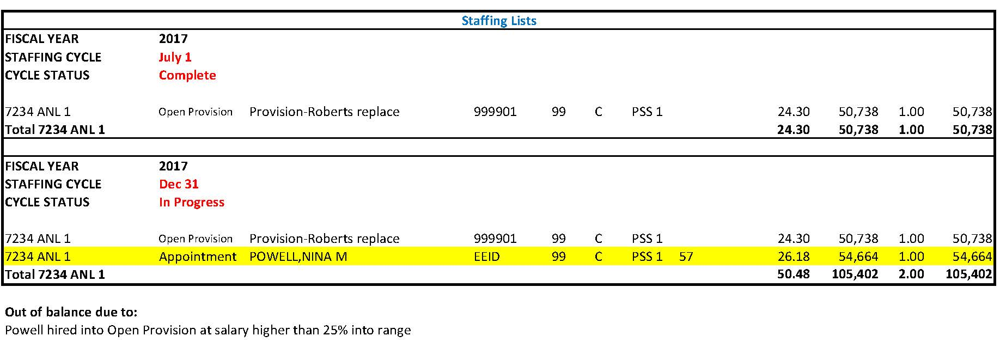 Staffing Lists
FISCAL YEAR 2017
STAFFING CYCLE July 1
CYCLE STATUS Complete
7234 ANL 1 Open Provision Provision-Roberts replace 999901 99 C PSS 1 24.30 50,738 1.00 50,738
Total 7234 ANL 1 24.30 50,738 1.00 50,738
FISCAL YEAR 2017
STAFFING CYCLE Dec 31
CYCLE STATUS In Progress
7234 ANL 1 Open Provision Provision-Roberts replace 999901 99 C PSS 1 24.30 50,738 1.00 50,738
7234 ANL 1 Appointment POWELL,NINA M EEID 99 C PSS 1 57 26.18 54,664 1.00 54,664
Total 7234 ANL 1 50.48 105,402 2.00 105,402
Out of balance due to:
Powell hired into Open Provision at salary higher than 25% into range